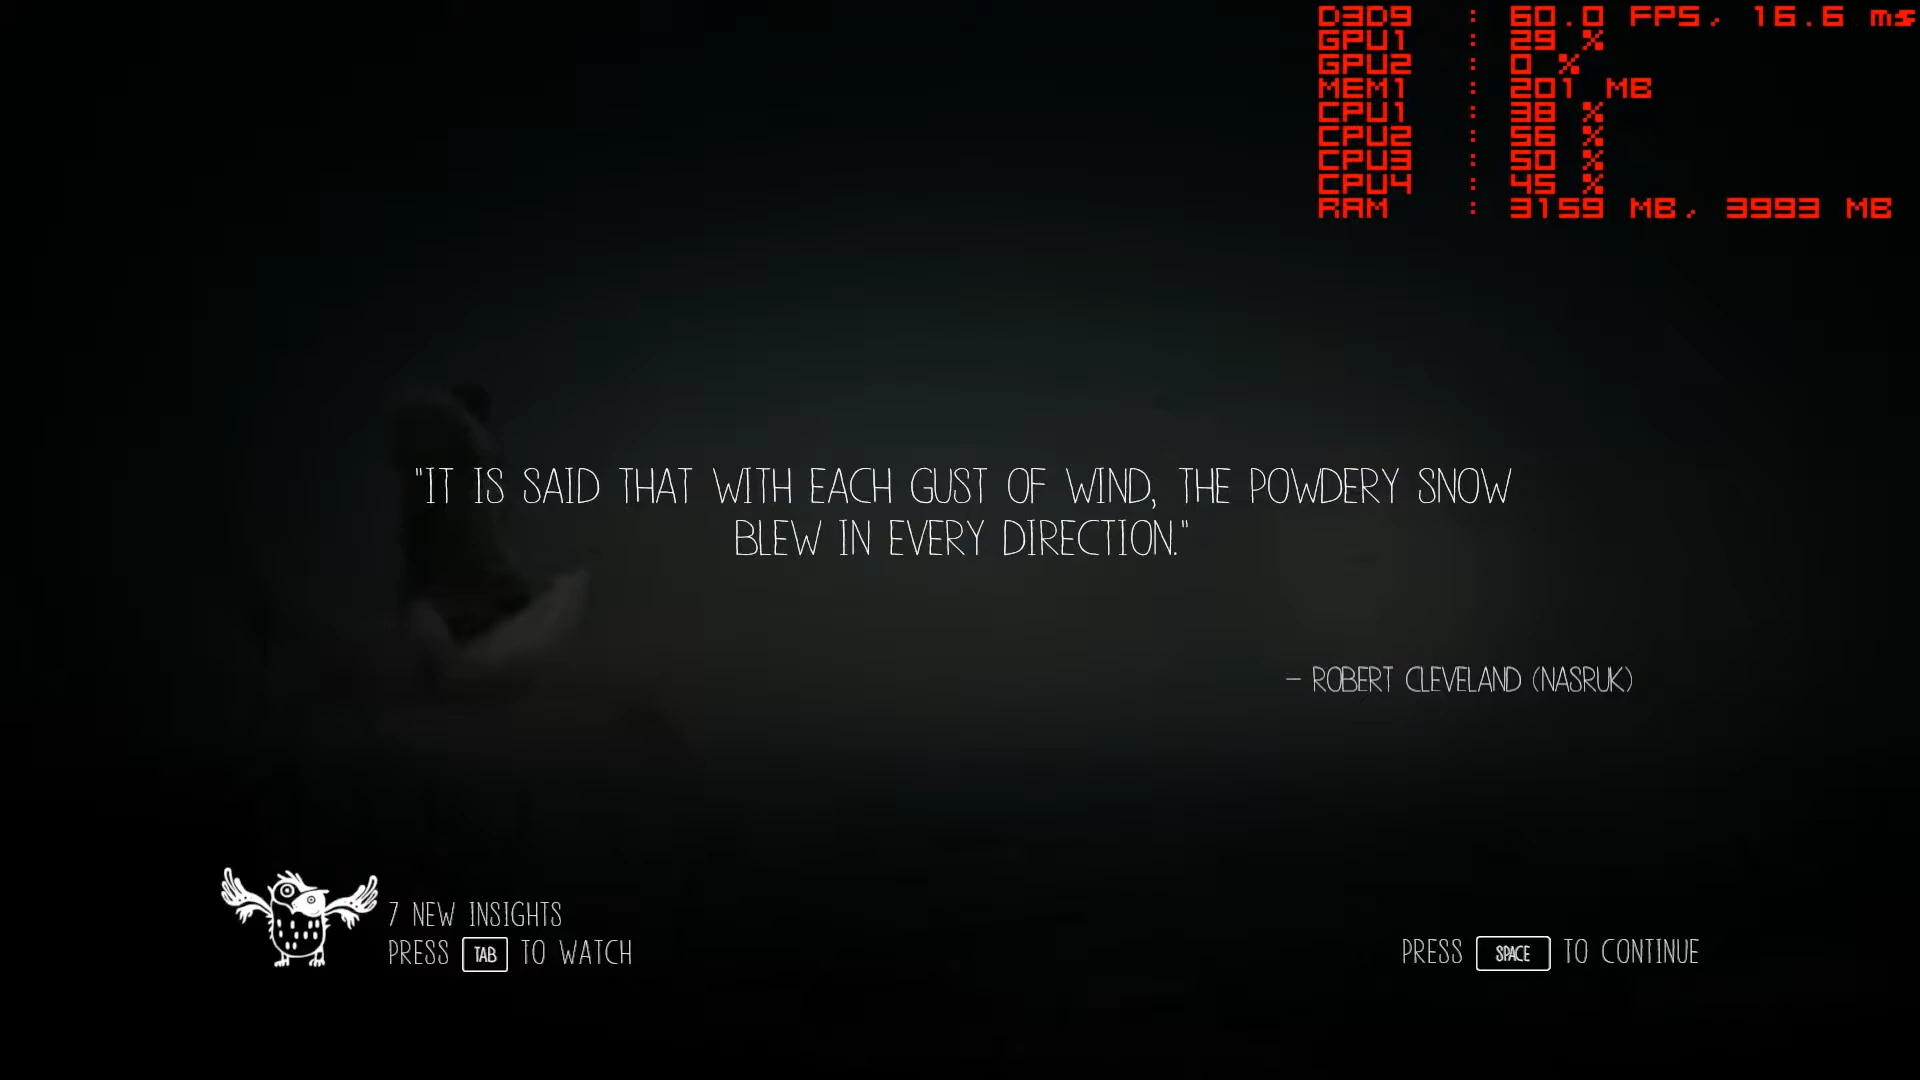 D3D9 : 60.0 FPS, 16.6 ms
GPU1 : 29 %
GPU2 : 0 %
MEM1 : 201 MB
CPU1 : 38 %
CPU2 : 56 %
CPU3 : 50 %
CPU4 : 45 %
RAM : 3159 MB, 3993 MB
"IT IS SAID THAT WITH EACH GUST OF WIND, THE POWDERY SNOW
BLEW IN EVERY DIRECTION."
– ROBERT CLEVELAND (NASRUK)
7 NEW INSIGHTS
PRESS TAB TO WATCH
PRESS SPACE TO CONTINUE